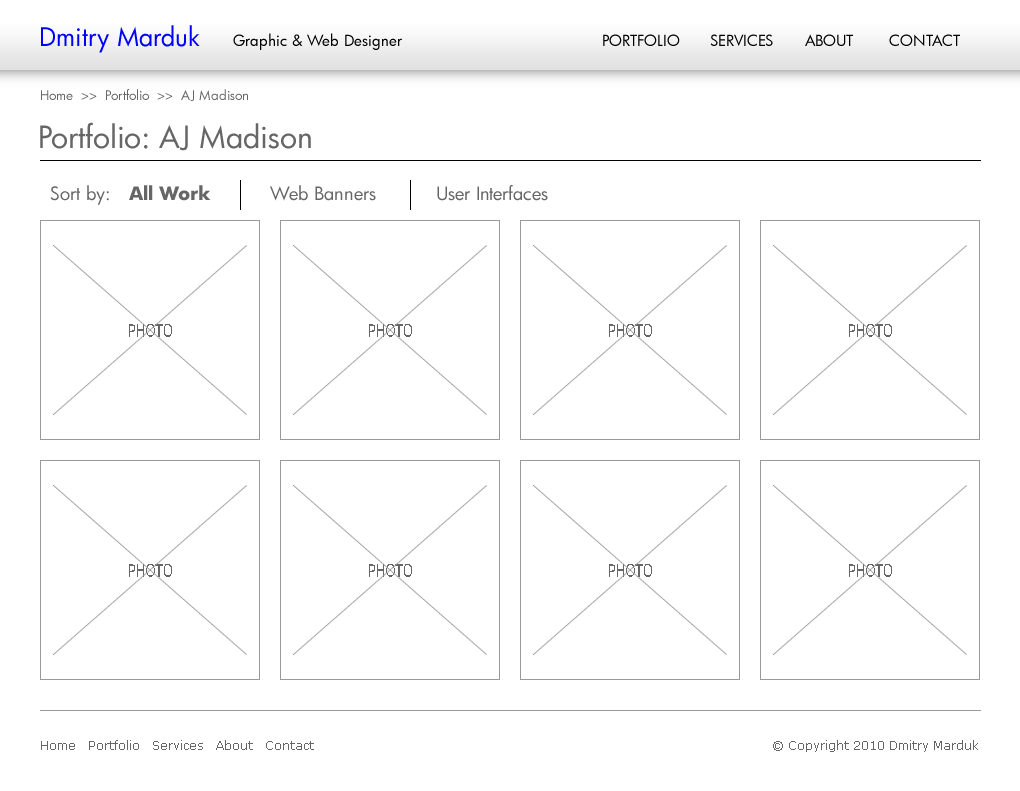 Dmitry Marduk Graphic & Web Designer PORTFOLIO SERVICES ABOUT CONTACT
Home >> Portfolio >> AJ Madison
Portfolio: AJ Madison
Sort by: All Work Web Banners User Interfaces
PHOTO PHOTO PHOTO PHOTO
PHOTO PHOTO PHOTO PHOTO
Home Portfolio Services About Contact © Copyright 2010 Dmitry Marduk